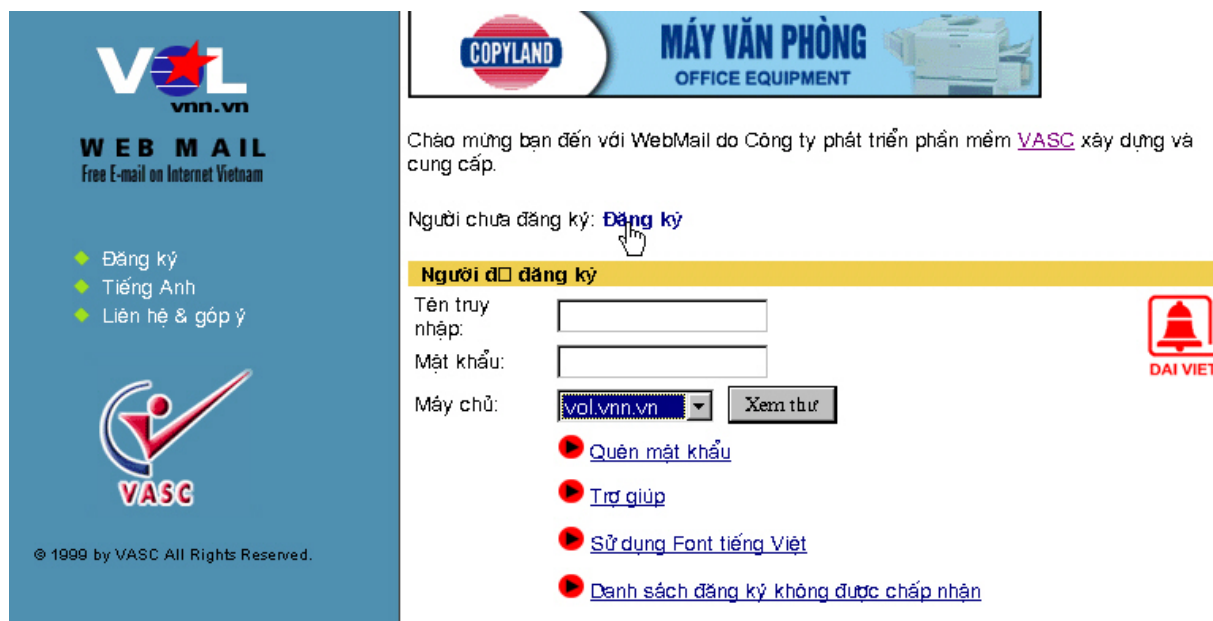 VOL
vnn.vn
WEB MAIL
Free E-mail on Internet Vietnam
Đăng ký
Tiếng Anh
Liên hệ & góp ý
VASC
© 1999 by VASC All Rights Reserved.
COPYLAND
MÁY VĂN PHÒNG
OFFICE EQUIPMENT
Chào mừng bạn đến với WebMail do Công ty phát triển phần mềm VASC xây dựng và
cung cấp.
Người chưa đăng ký: Đăng ký
Người đ□ đăng ký
Tên truy
nhập:
Mật khẩu:
Máy chủ:
vol.vnn.vn
Xem thư
Quên mật khẩu
Trợ giúp
Sử dụng Font tiếng Việt
Danh sách đăng ký không được chấp nhận
DAI VIET